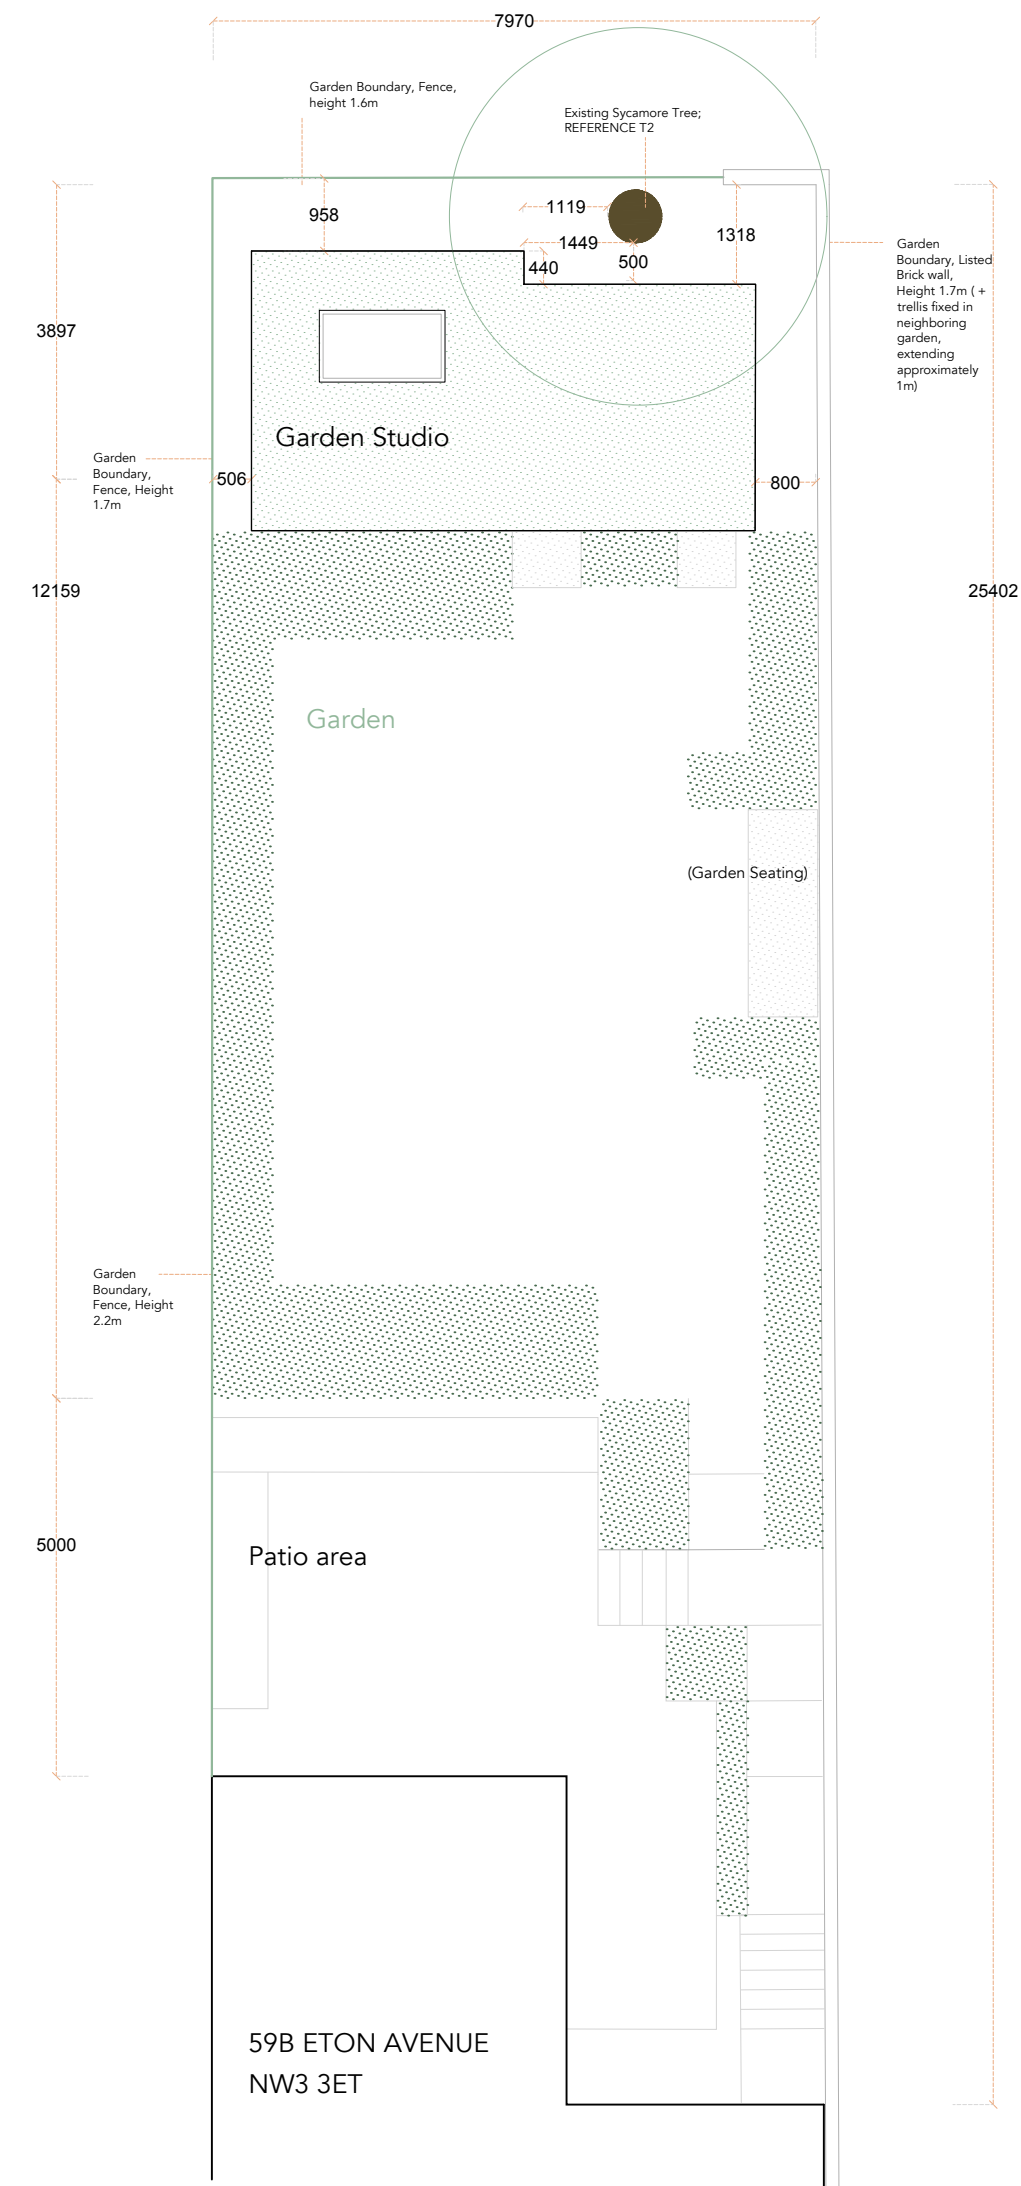 7970
Garden Boundary, Fence,
height 1.6m
Existing Sycamore Tree;
REFERENCE T2
958
1119
1449
1318
440
500
Garden
Boundary, Listed
Brick wall,
Height 1.7m ( +
trellis fixed in
neighboring
garden,
extending
approximately
1m)
3897
Garden Studio
Garden
Boundary,
Fence, Height
1.7m
506
800
12159
25402
Garden
(Garden Seating)
Garden
Boundary,
Fence, Height
2.2m
5000
Patio area
59B ETON AVENUE
NW3 3ET